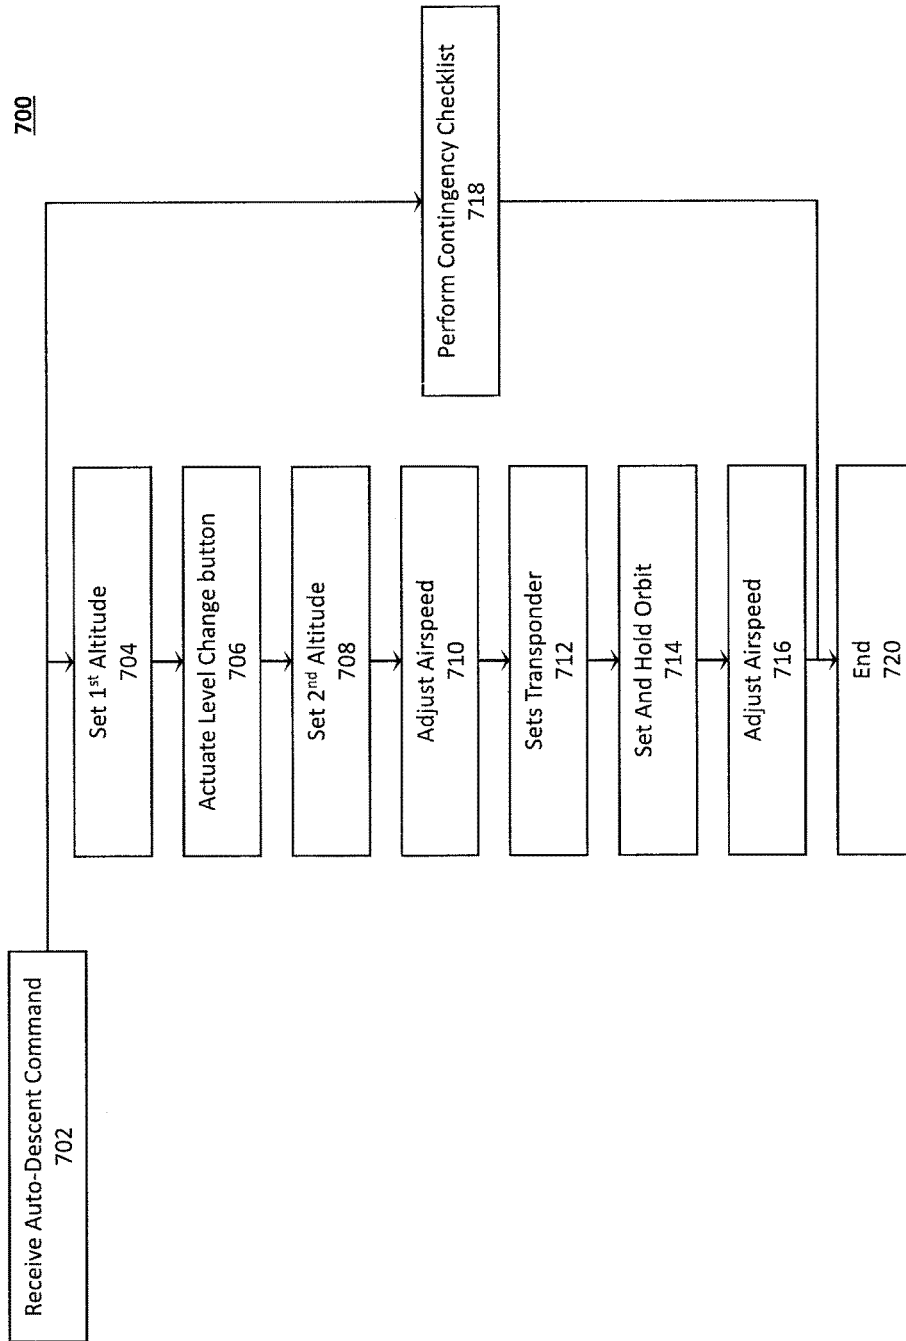 700
Receive Auto-Descent Command
702
Set 1st Altitude
704
Actuate Level Change button
706
Set 2nd Altitude
708
Adjust Airspeed
710
Sets Transponder
712
Set And Hold Orbit
714
Adjust Airspeed
716
Perform Contingency Checklist
718
End
720